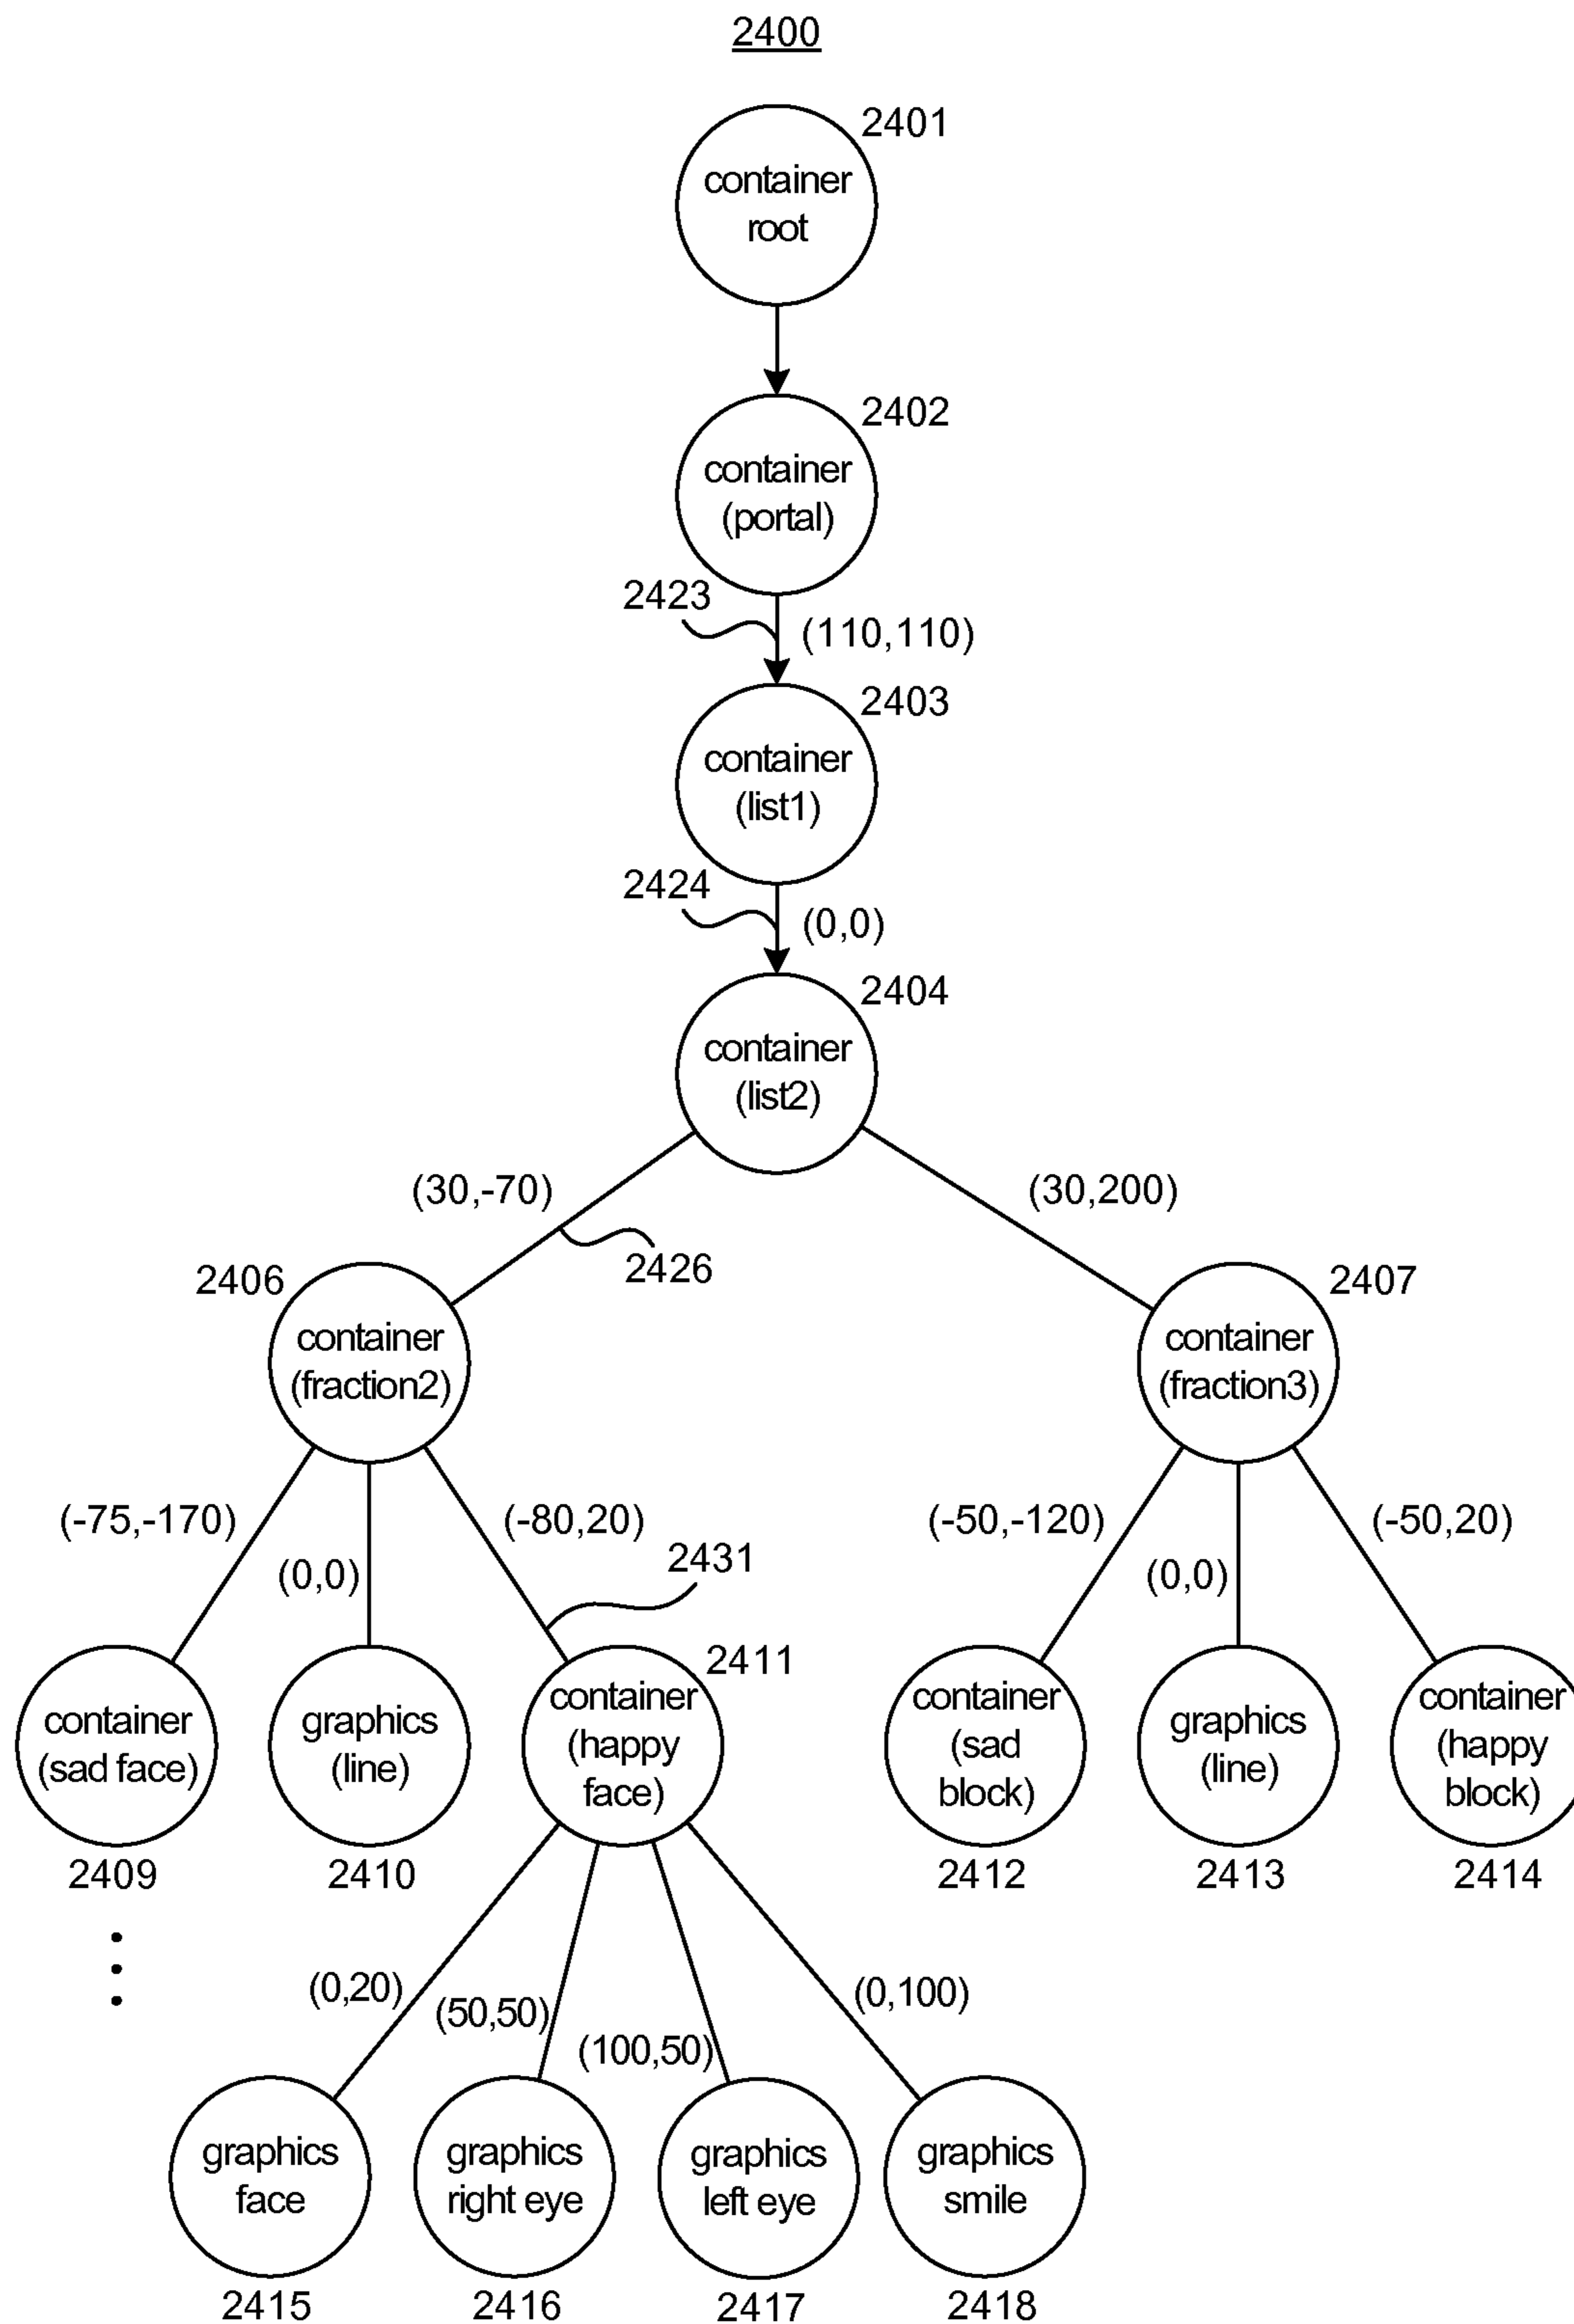 2400
2401
container
root
2402
container
(portal)
2423
(110,110)
2403
container
(list1)
2424
(0,0)
2404
container
(list2)
(30,-70)
(30,200)
2426
2406
2407
container
(fraction2)
container
(fraction3)
(-75,-170)
(-80,20)
(-50,-120)
(-50,20)
2431
(0,0)
(0,0)
2411
container
(sad face)
graphics
(line)
container
(happy
face)
container
(sad
block)
graphics
(line)
container
(happy
block)
2409
2410
2412
2413
2414
(0,20)
(50,50)
(100,50)
(0,100)
graphics
face
graphics
right eye
graphics
left eye
graphics
smile
2415
2416
2417
2418